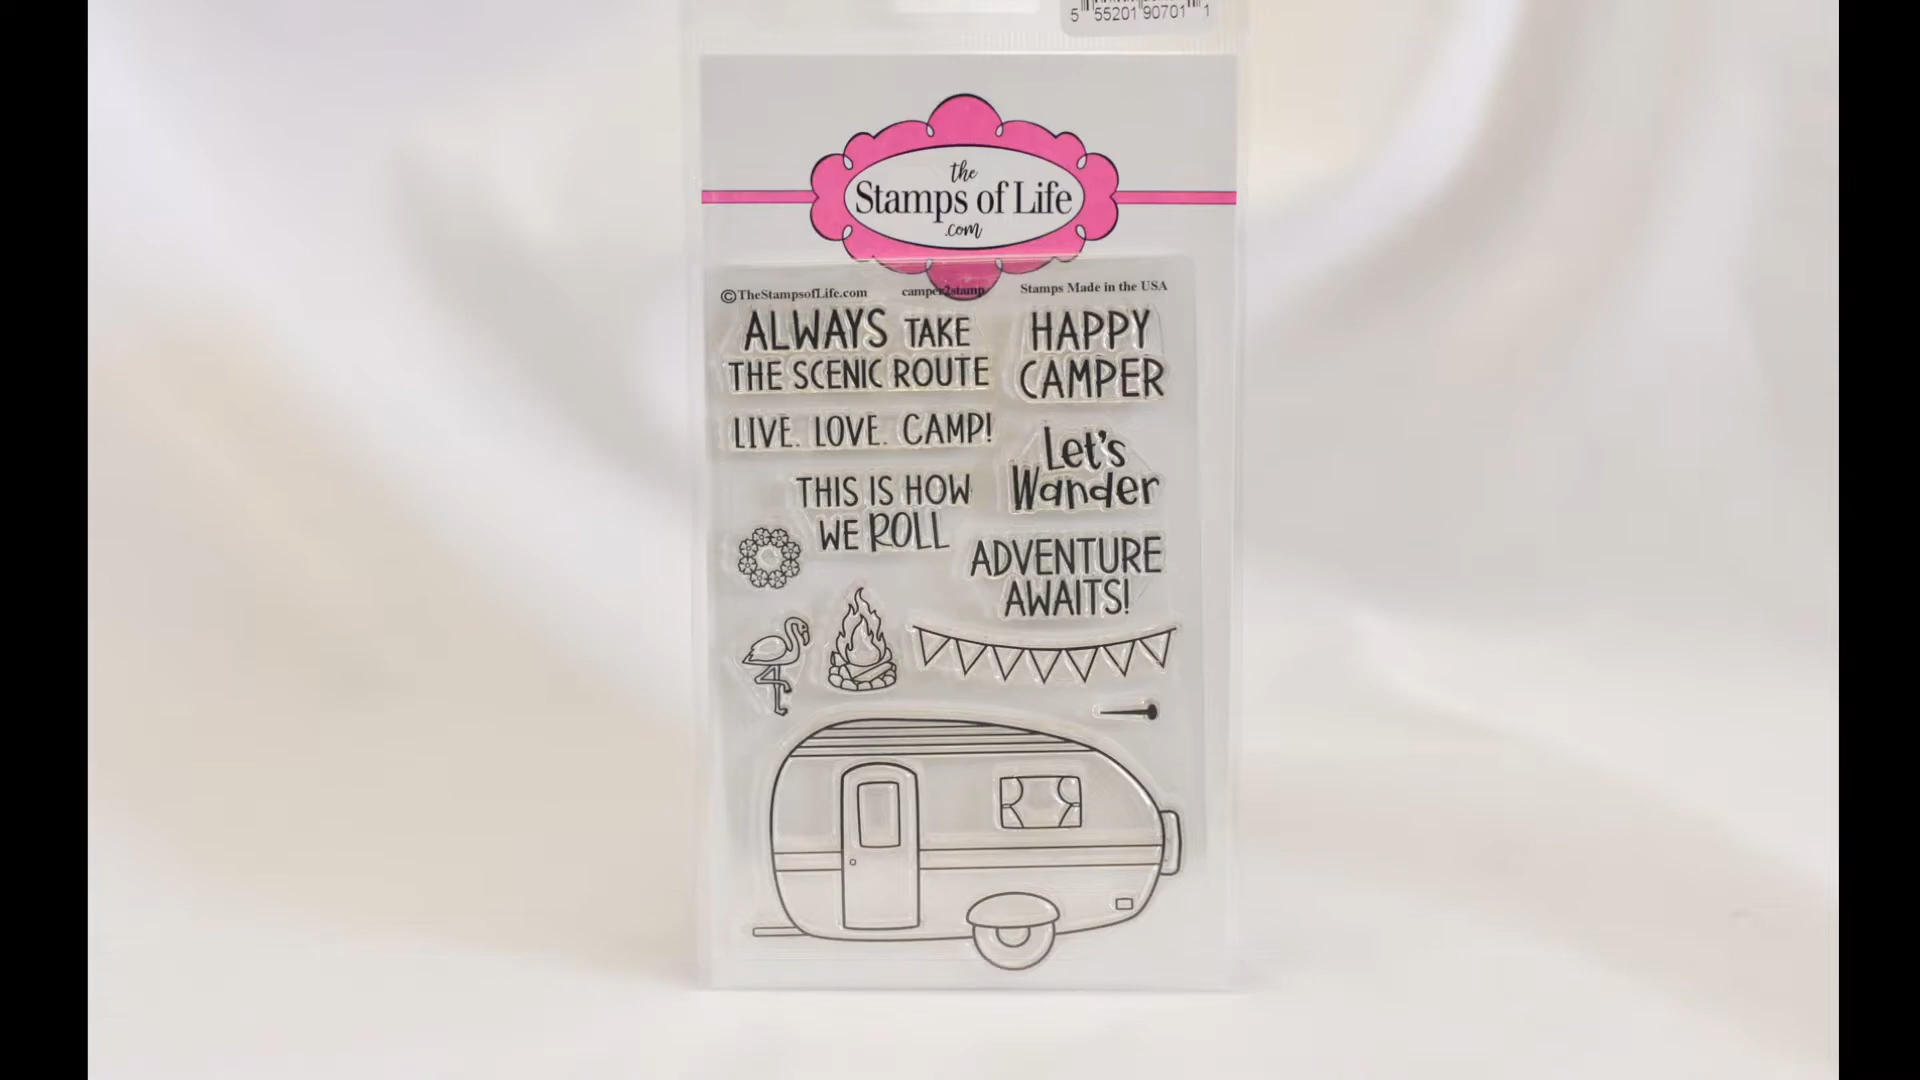 5 55201 90701 1
the
Stamps of Life
.com
©TheStampsofLife.com camper2stamp Stamps Made in the USA
ALWAYS TAKE
THE SCENIC ROUTE
HAPPY
CAMPER
LIVE. LOVE. CAMP!
Let's
Wander
THIS IS HOW
WE ROLL
ADVENTURE
AWAITS!